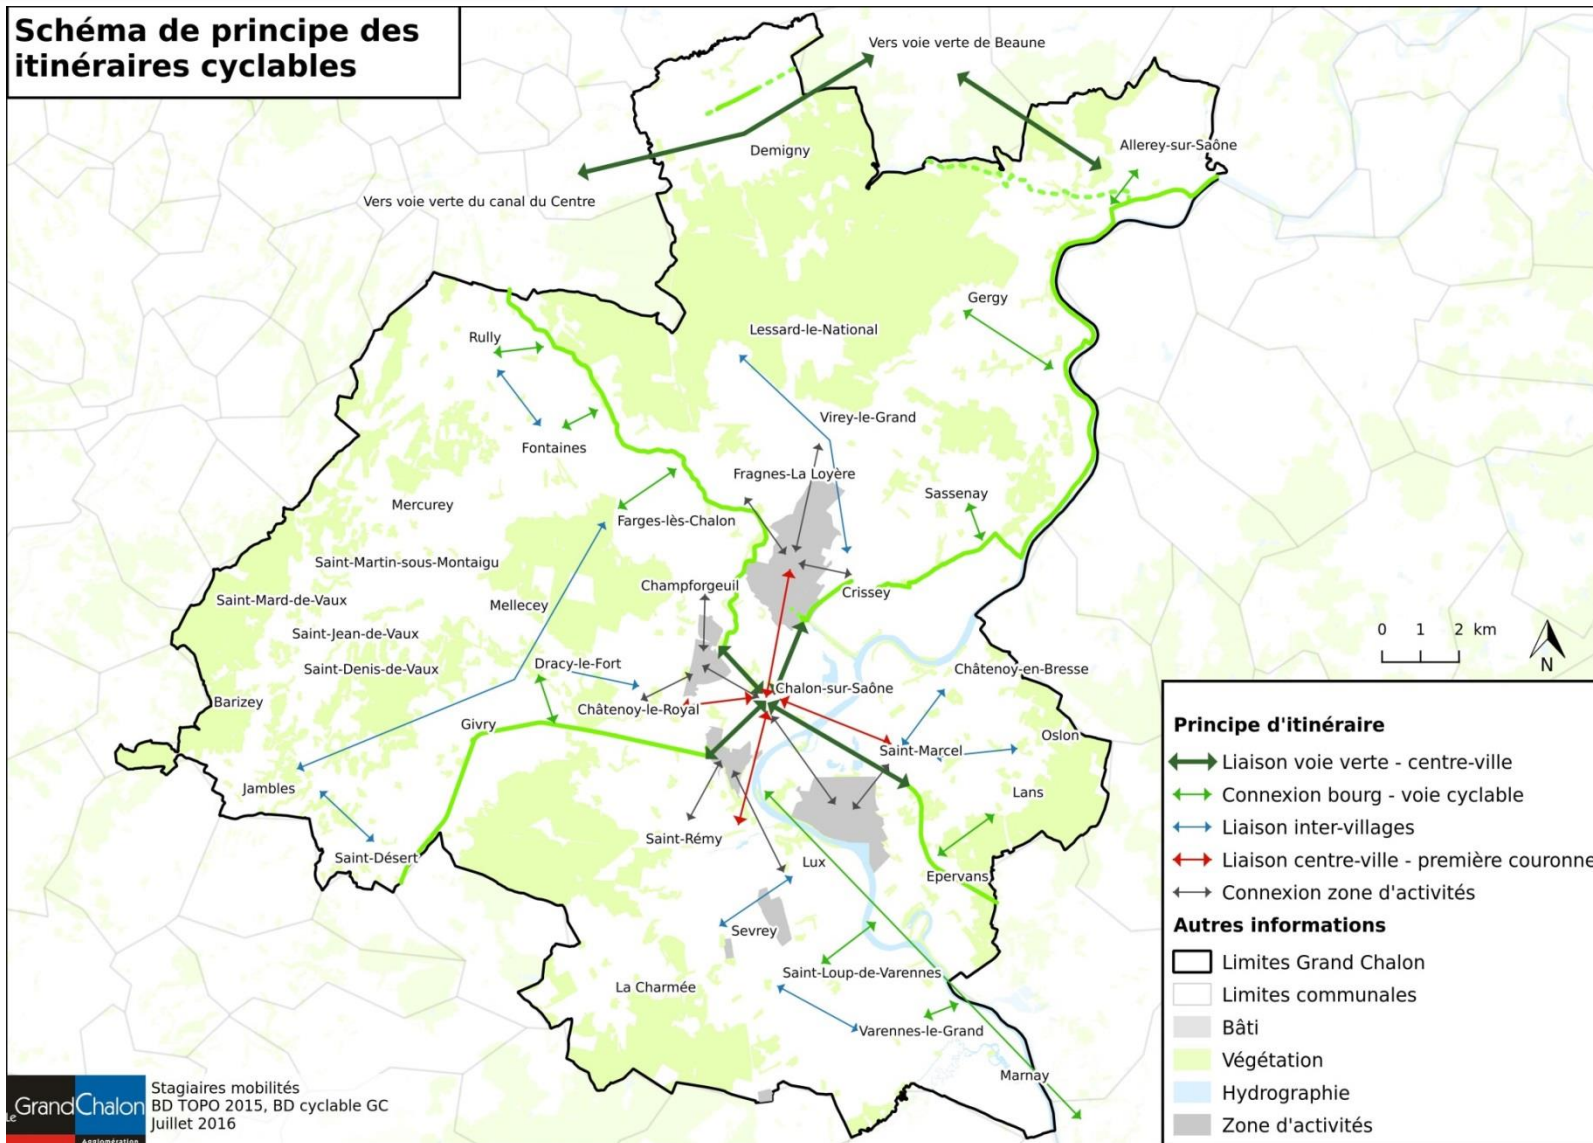 Schéma de principe des
itinéraires cyclables
Vers voie verte de Beaune
Demigny
Allerey-sur-Saône
Vers voie verte du canal du Centre
Gergy
Rully
Lessard-le-National
Virey-le-Grand
Fontaines
Fragnes-La Loyère
Sassenay
Mercurey
Farges-lès-Chalon
Saint-Martin-sous-Montaigu
Champforgeuil
Crissey
Saint-Mard-de-Vaux
Mellecey
Saint-Jean-de-Vaux
Saint-Denis-de-Vaux
Dracy-le-Fort
Châtenoy-en-Bresse
Chalon-sur-Saône
Barizey
Châtenoy-le-Royal
Givry
Saint-Marcel
Oslon
Jambles
Lans
Saint-Rémy
Saint-Désert
Lux
Epervans
Sevrey
Saint-Loup-de-Varennes
La Charmée
Varennes-le-Grand
Marnay
0 1 2 km
N
Principe d'itinéraire
Liaison voie verte - centre-ville
Connexion bourg - voie cyclable
Liaison inter-villages
Liaison centre-ville - première couronne
Connexion zone d'activités
Autres informations
Limites Grand Chalon
Limites communales
Bâti
Végétation
Hydrographie
Zone d'activités
Le GrandChalon
Agglomération
Stagiaires mobilités
BD TOPO 2015, BD cyclable GC
Juillet 2016